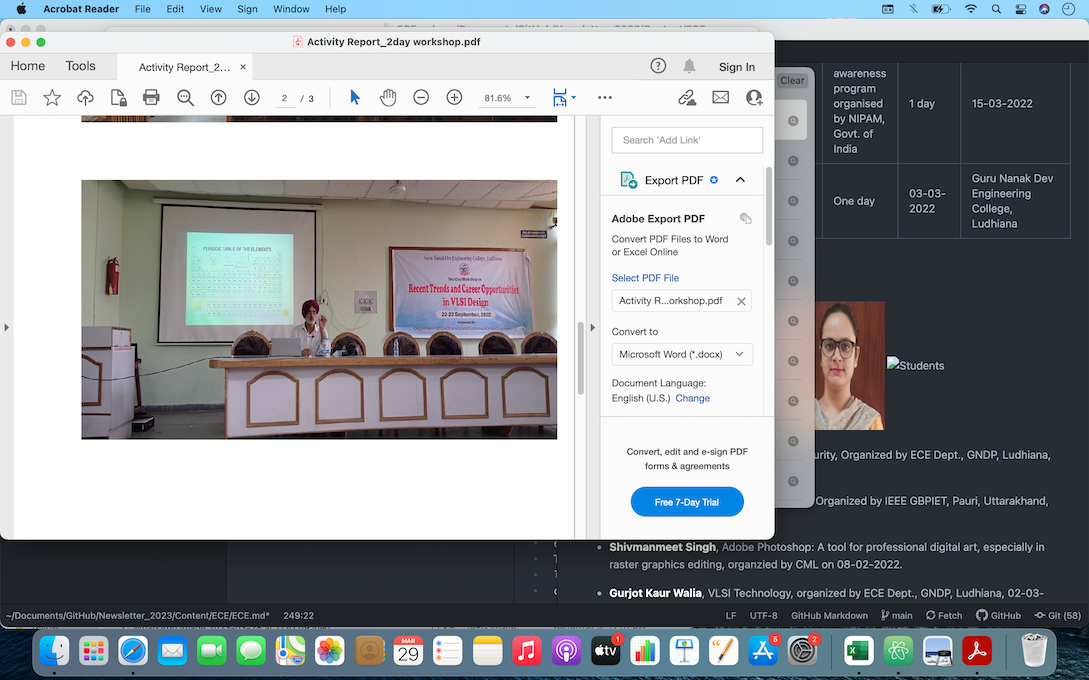 Acrobat Reader File Edit View Sign Window Help
Activity Report_2day workshop.pdf
Home Tools Activity Report_2... × Sign In
2 / 3 81.6%
PERIODIC TABLE OF THE ELEMENTS
Guru Nanak Dev Engineering College, Ludhiana
Two-Day Workshop on
Recent Trends and Career Opportunities
in VLSI Design
22-23 September, 2022
Department of Electronics and Communication Engineering
Search 'Add Link'
Export PDF
Adobe Export PDF
Convert PDF Files to Word
or Excel Online
Select PDF File
Activity R...orkshop.pdf
Convert to
Microsoft Word (*.docx)
Document Language:
English (U.S.) Change
Convert, edit and e-sign PDF
forms & agreements
Free 7-Day Trial
Clear
awareness
program
organised
by NIPAM,
Govt. of
India
1 day
15-03-2022
One day
03-03-
2022
Guru Nanak Dev
Engineering
College,
Ludhiana
Students
urity, Organized by ECE Dept., GNDP, Ludhiana,
Organized by IEEE GBPIET, Pauri, Uttarakhand,
• Shivmanmeet Singh, Adobe Photoshop: A tool for professional digital art, especially in
raster graphics editing, organzied by CML on 08-02-2022.
• Gurjot Kaur Walia, VLSI Technology, organized by ECE Dept., GNDP, Ludhiana, 02-03-
~/Documents/GitHub/Newsletter_2023/Content/ECE/ECE.md* 249:22 LF UTF-8 GitHub Markdown main Fetch GitHub Git (58)
MAR
29
tv
1
5
2